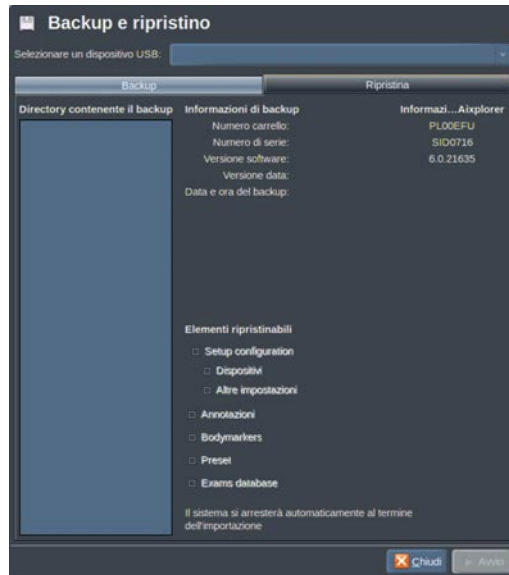 Backup e ripristino
Selezionare un dispositivo USB:
Backup
Ripristina
Directory contenente il backup
Informazioni di backup
Informazi...Aixplorer
Numero carrello:
PL00EFU
Numero di serie:
SID0716
Versione software:
6.0.21635
Versione data:
Data e ora del backup:
Elementi ripristinabili
Setup configuration
Dispositivi
Altre impostazioni
Annotazioni
Bodymarkers
Preset
Exams database
Il sistema si arresterà automaticamente al termine
dell'importazione
Chiudi
Avvio